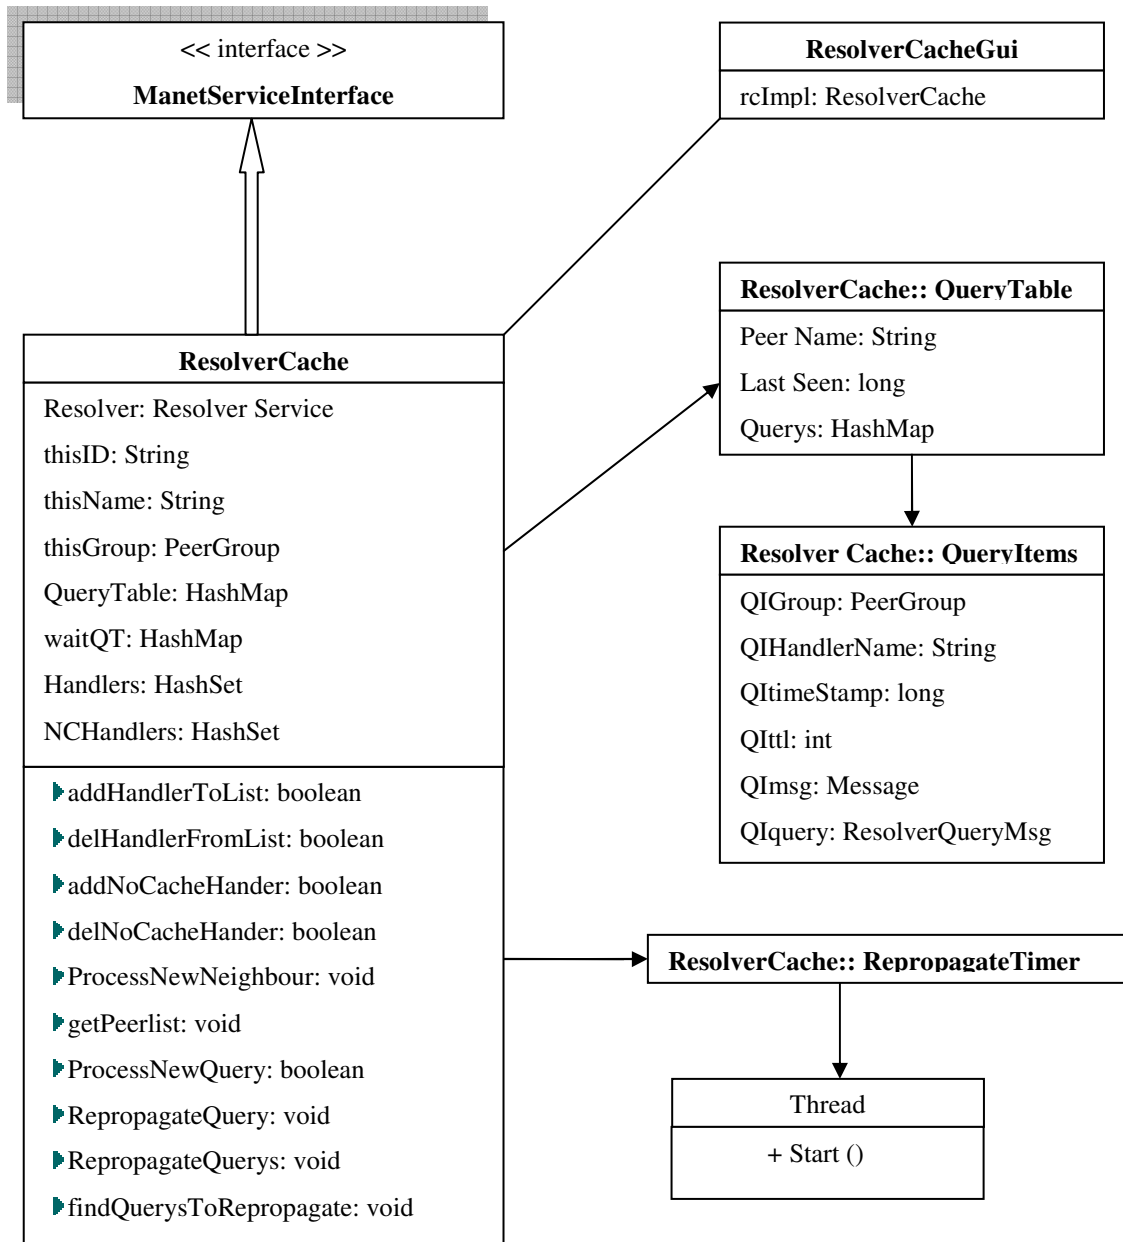 << interface >>
ManetServiceInterface
ResolverCacheGui
rcImpl: ResolverCache
ResolverCache:: QueryTable
Peer Name: String
Last Seen: long
Querys: HashMap
ResolverCache
Resolver: Resolver Service
thisID: String
thisName: String
thisGroup: PeerGroup
QueryTable: HashMap
waitQT: HashMap
Handlers: HashSet
NCHandlers: HashSet
addHandlerToList: boolean
delHandlerFromList: boolean
addNoCacheHander: boolean
delNoCacheHander: boolean
ProcessNewNeighbour: void
getPeerlist: void
ProcessNewQuery: boolean
RepropagateQuery: void
RepropagateQuerys: void
findQuerysToRepropagate: void
Resolver Cache:: QueryItems
QIGroup: PeerGroup
QIHandlerName: String
QItimeStamp: long
QIttl: int
QImsg: Message
QIquery: ResolverQueryMsg
ResolverCache:: RepropagateTimer
Thread
+ Start ()